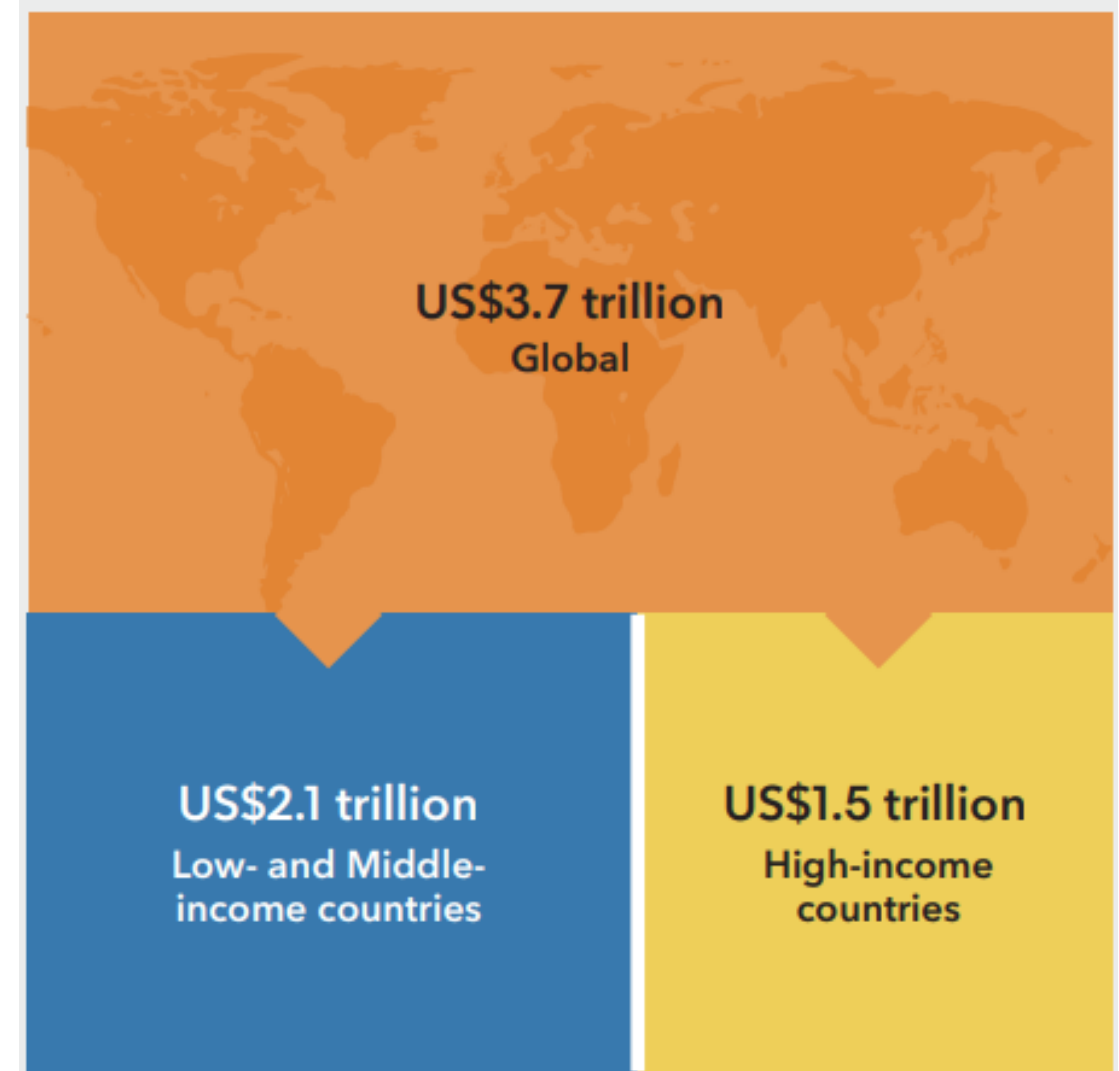 US$3.7 trillion
Global
US$2.1 trillion
Low- and Middle-
income countries
US$1.5 trillion
High-income
countries